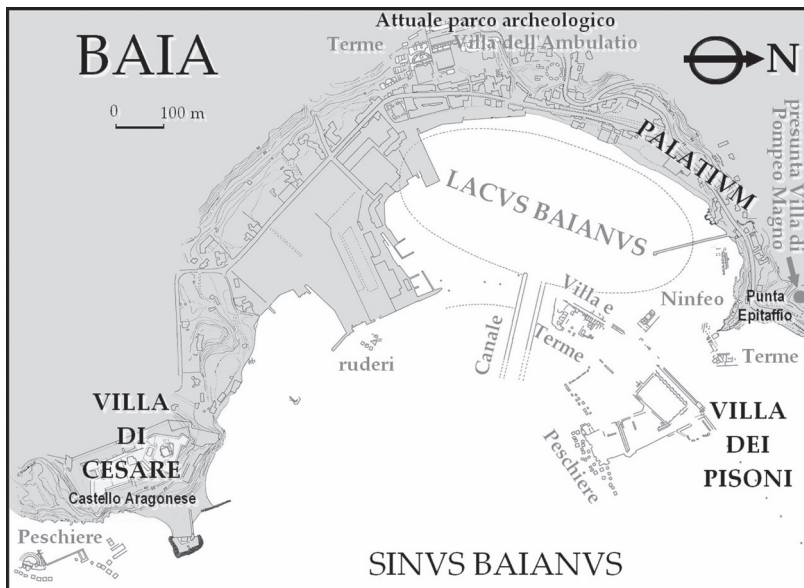 Attuale parco archeologico
Terme
Villa dell'Ambulatio
BAIA
N
0 100 m
presunta Villa di
Pompeo Magno
PALATIVM
LACVS BAIANVS
Villa e
Terme
Ninfeo
Punta
Epitaffio
Canale
ruderi
Terme
VILLA
DI
CESARE
Castello Aragonese
VILLA
DEI
PISONI
Peschiere
Peschiere
SINVS BAIANVS